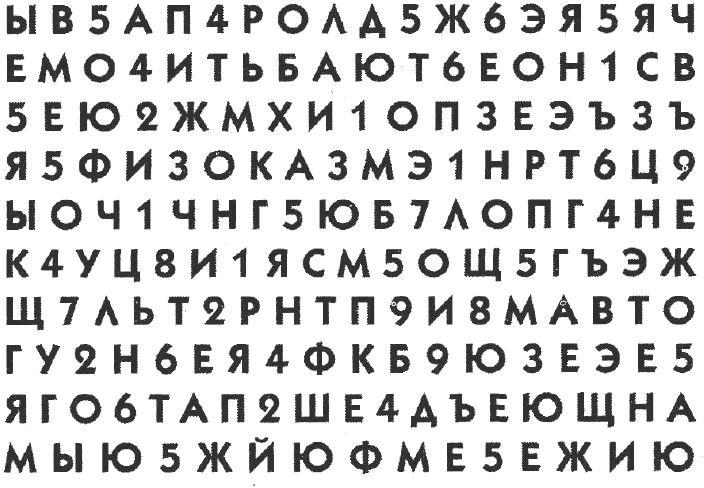 Ы В 5 А П 4 Р О Л Д 5 Ж 6 Э Я 5 Я Ч
Е М О 4 И Т Ь Б А Ю Т 6 Е О Н 1 С В
5 Е Ю 2 Ж М Х И 1 О П З Е Э Ъ З Ъ
Я 5 Ф И З О К А З М Э 1 Н Р Т 6 Ц 9
Ы О Ч 1 Ч Н Г 5 Ю Б 7 Л О П Г 4 Н Е
К 4 У Ц 8 И 1 Я С М 5 О Щ 5 Г Ъ Э Ж
Щ 7 Л Ь Т 2 Р Н Т П 9 И 8 М А В Т О
Г У 2 Н 6 Е Я 4 Ф К Б 9 Ю З Е Э Е 5
Я Г О 6 Т А П 2 Ш Е 4 Д Ъ Е Ю Щ Н А
М Ы Ю 5 Ж Й Ю Ф М Е 5 Е Ж И Ю